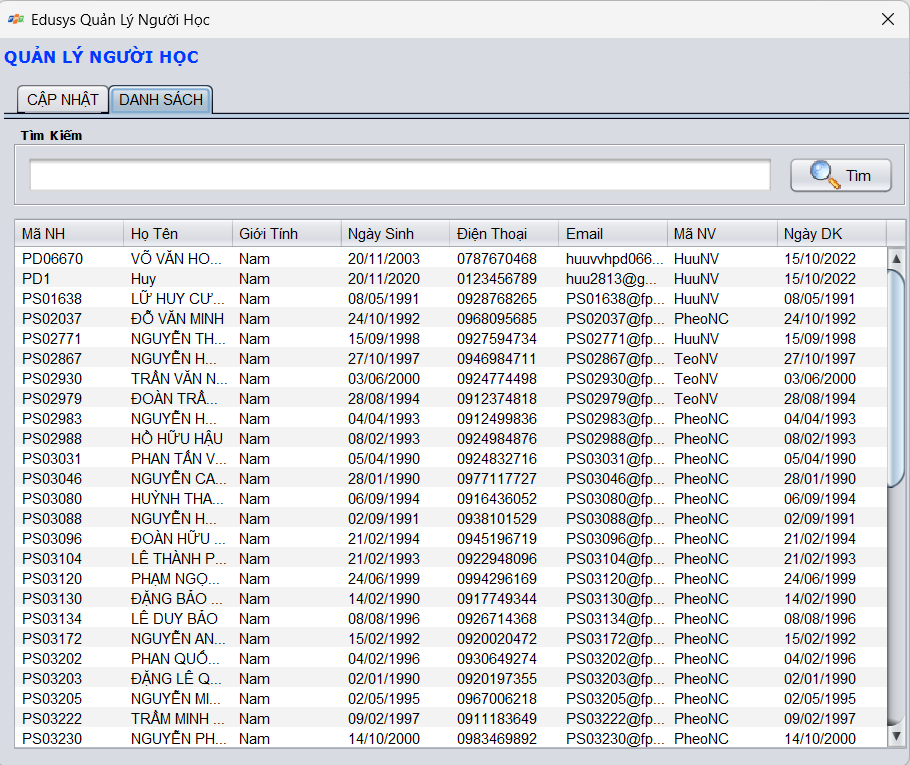 Edusys Quản Lý Người Học
QUẢN LÝ NGƯỜI HỌC
CẬP NHẬT DANH SÁCH
Tìm Kiếm
Tìm
Mã NH Họ Tên Giới Tính Ngày Sinh Điện Thoại Email Mã NV Ngày DK
PD06670 VÕ VĂN HO... Nam 20/11/2003 0787670468 huuvvhpd066... HuuNV 15/10/2022
PD1 Huy Nam 20/11/2020 0123456789 huu2813@g... HuuNV 15/10/2022
PS01638 LỮ HUY CƯ... Nam 08/05/1991 0928768265 PS01638@fp... HuuNV 08/05/1991
PS02037 ĐỖ VĂN MINH Nam 24/10/1992 0968095685 PS02037@fp... PheoNC 24/10/1992
PS02771 NGUYỄN TH... Nam 15/09/1998 0927594734 PS02771@fp... HuuNV 15/09/1998
PS02867 NGUYỄN H... Nam 27/10/1997 0946984711 PS02867@fp... TeoNV 27/10/1997
PS02930 TRẦN VĂN N... Nam 03/06/2000 0924774498 PS02930@fp... TeoNV 03/06/2000
PS02979 ĐOÀN TRẦ... Nam 28/08/1994 0912374818 PS02979@fp... TeoNV 28/08/1994
PS02983 NGUYỄN H... Nam 04/04/1993 0912499836 PS02983@fp... PheoNC 04/04/1993
PS02988 HỒ HỮU HẬU Nam 08/02/1993 0924984876 PS02988@fp... PheoNC 08/02/1993
PS03031 PHAN TẤN V... Nam 05/04/1990 0924832716 PS03031@fp... PheoNC 05/04/1990
PS03046 NGUYỄN CA... Nam 28/01/1990 0977117727 PS03046@fp... PheoNC 28/01/1990
PS03080 HUỲNH THA... Nam 06/09/1994 0916436052 PS03080@fp... PheoNC 06/09/1994
PS03088 NGUYỄN H... Nam 02/09/1991 0938101529 PS03088@fp... PheoNC 02/09/1991
PS03096 ĐOÀN HỮU ... Nam 21/02/1994 0945196719 PS03096@fp... PheoNC 21/02/1994
PS03104 LÊ THÀNH P... Nam 21/02/1993 0922948096 PS03104@fp... PheoNC 21/02/1993
PS03120 PHẠM NGỌ... Nam 24/06/1999 0994296169 PS03120@fp... PheoNC 24/06/1999
PS03130 ĐẶNG BẢO ... Nam 14/02/1990 0917749344 PS03130@fp... PheoNC 14/02/1990
PS03134 LÊ DUY BẢO Nam 08/08/1996 0926714368 PS03134@fp... PheoNC 08/08/1996
PS03172 NGUYỄN AN... Nam 15/02/1992 0920020472 PS03172@fp... PheoNC 15/02/1992
PS03202 PHAN QUỐ... Nam 04/02/1996 0930649274 PS03202@fp... PheoNC 04/02/1996
PS03203 ĐẶNG LÊ Q... Nam 02/01/1990 0920197355 PS03203@fp... PheoNC 02/01/1990
PS03205 NGUYỄN MI... Nam 02/05/1995 0967006218 PS03205@fp... PheoNC 02/05/1995
PS03222 TRẦM MINH ... Nam 09/02/1997 0911183649 PS03222@fp... PheoNC 09/02/1997
PS03230 NGUYỄN PH... Nam 14/10/2000 0983469892 PS03230@fp... PheoNC 14/10/2000